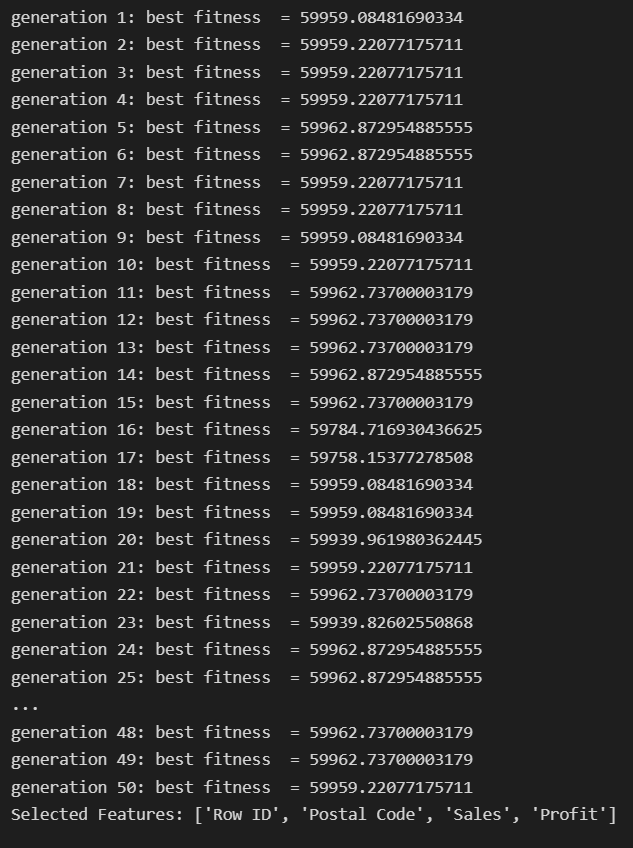 generation 1: best fitness  = 59959.08481690334
generation 2: best fitness  = 59959.22077175711
generation 3: best fitness  = 59959.22077175711
generation 4: best fitness  = 59959.22077175711
generation 5: best fitness  = 59962.872954885555
generation 6: best fitness  = 59962.872954885555
generation 7: best fitness  = 59959.22077175711
generation 8: best fitness  = 59959.22077175711
generation 9: best fitness  = 59959.08481690334
generation 10: best fitness  = 59959.22077175711
generation 11: best fitness  = 59962.73700003179
generation 12: best fitness  = 59962.73700003179
generation 13: best fitness  = 59962.73700003179
generation 14: best fitness  = 59962.872954885555
generation 15: best fitness  = 59962.73700003179
generation 16: best fitness  = 59784.716930436625
generation 17: best fitness  = 59758.15377278508
generation 18: best fitness  = 59959.08481690334
generation 19: best fitness  = 59959.08481690334
generation 20: best fitness  = 59939.961980362445
generation 21: best fitness  = 59959.22077175711
generation 22: best fitness  = 59962.73700003179
generation 23: best fitness  = 59939.82602550868
generation 24: best fitness  = 59962.872954885555
generation 25: best fitness  = 59962.872954885555
...
generation 48: best fitness  = 59962.73700003179
generation 49: best fitness  = 59962.73700003179
generation 50: best fitness  = 59959.22077175711
Selected Features: ['Row ID', 'Postal Code', 'Sales', 'Profit']